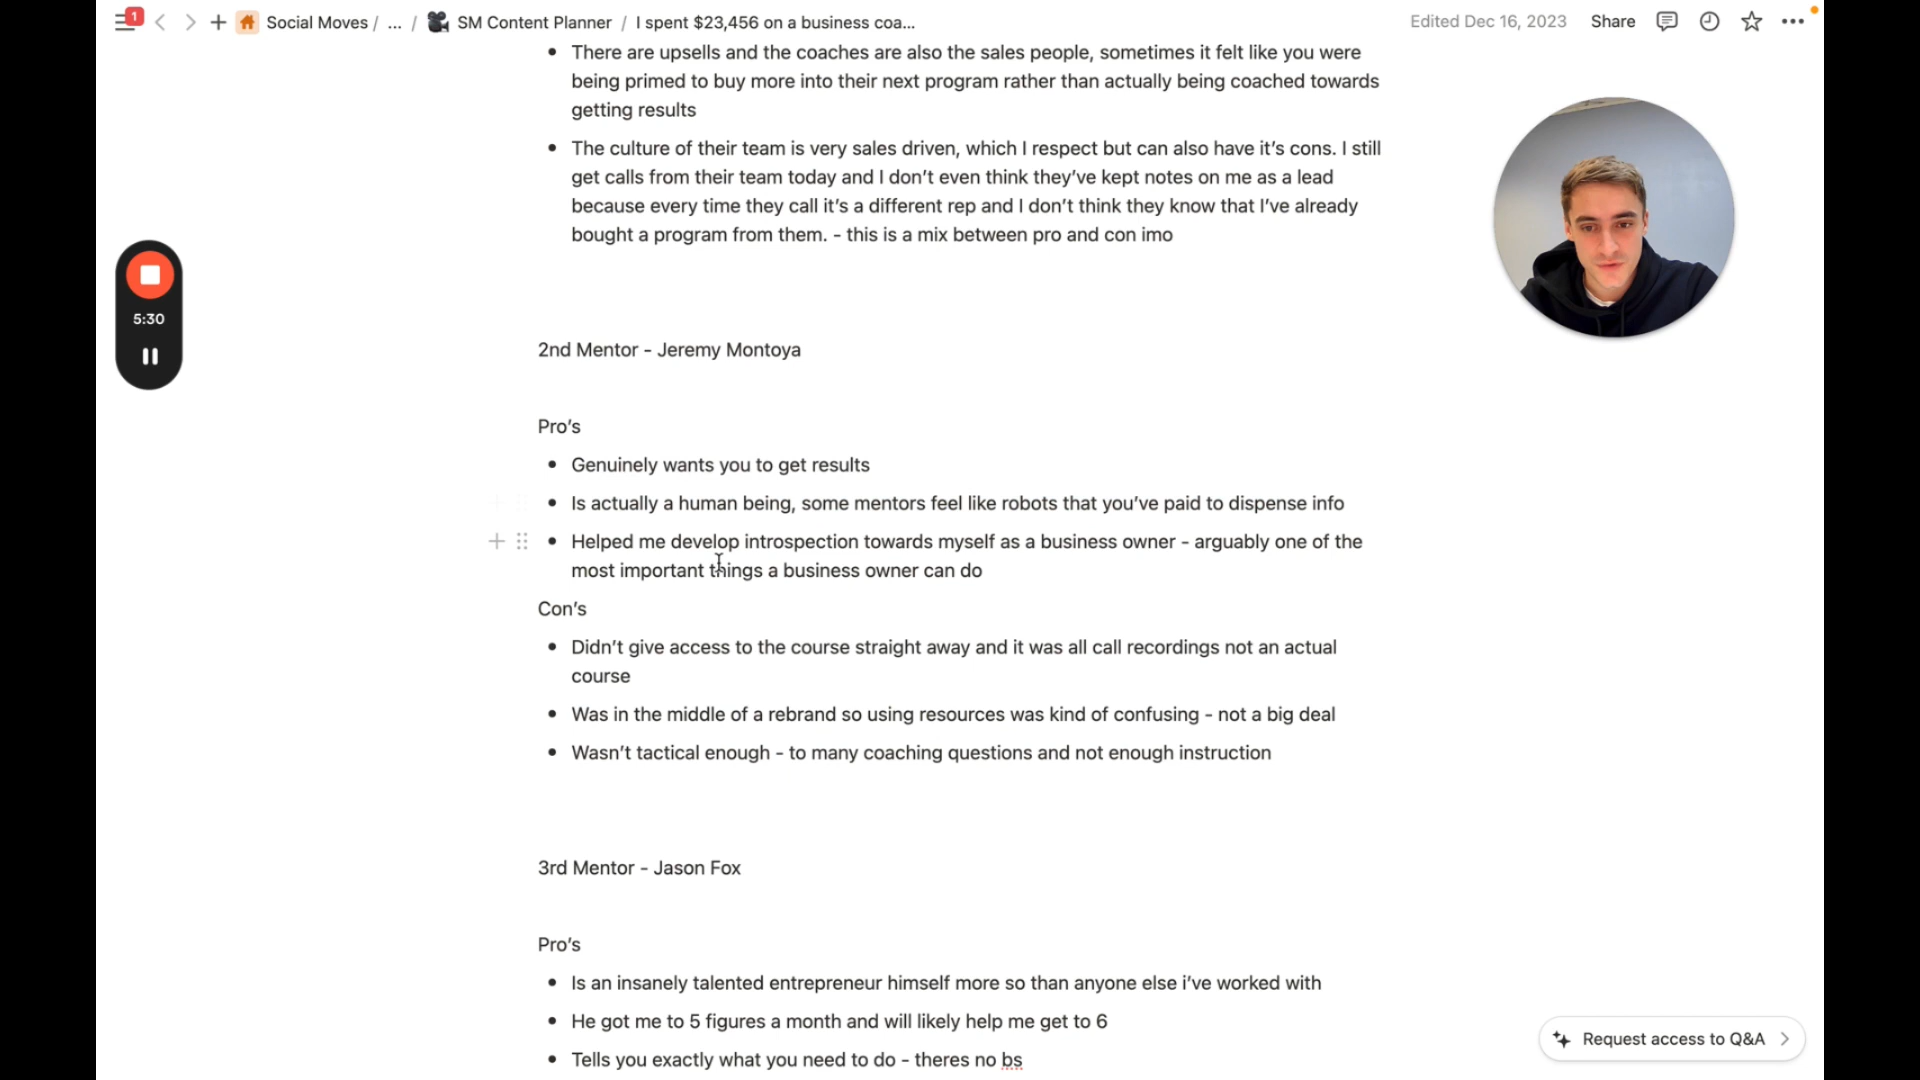 1
Social Moves / ... / SM Content Planner / I spent $23,456 on a business coa...
Edited Dec 16, 2023 Share
There are upsells and the coaches are also the sales people, sometimes it felt like you were
being primed to buy more into their next program rather than actually being coached towards
getting results
The culture of their team is very sales driven, which I respect but can also have it’s cons. I still
get calls from their team today and I don’t even think they’ve kept notes on me as a lead
because every time they call it’s a different rep and I don’t think they know that I’ve already
bought a program from them. - this is a mix between pro and con imo
5:30
2nd Mentor - Jeremy Montoya
Pro’s
Genuinely wants you to get results
Is actually a human being, some mentors feel like robots that you’ve paid to dispense info
Helped me develop introspection towards myself as a business owner - arguably one of the
most important things a business owner can do
Con’s
Didn’t give access to the course straight away and it was all call recordings not an actual
course
Was in the middle of a rebrand so using resources was kind of confusing - not a big deal
Wasn’t tactical enough - to many coaching questions and not enough instruction
3rd Mentor - Jason Fox
Pro’s
Is an insanely talented entrepreneur himself more so than anyone else i’ve worked with
He got me to 5 figures a month and will likely help me get to 6
Tells you exactly what you need to do - theres no bs
Request access to Q&A